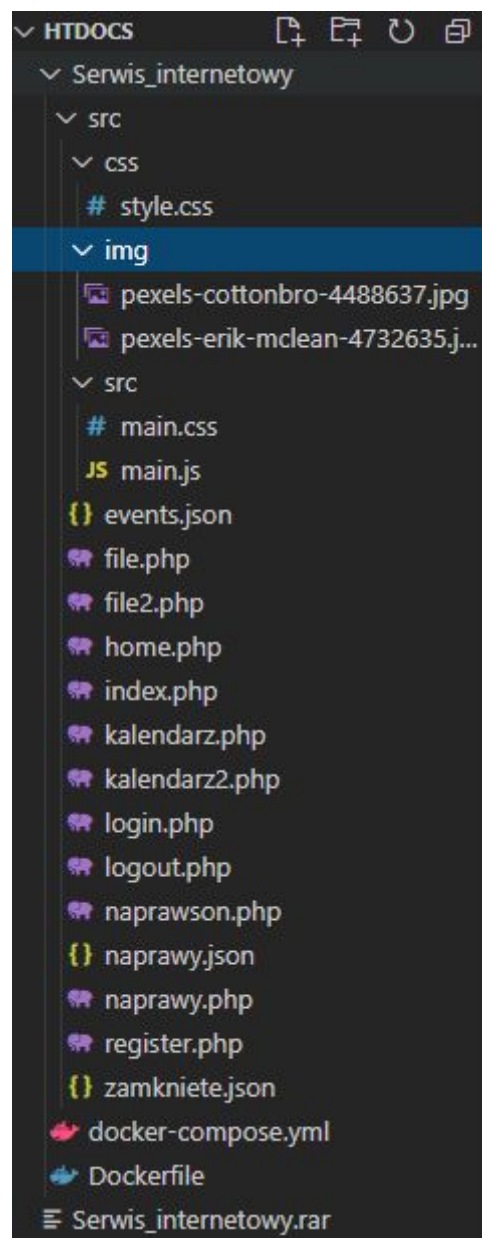 HTDOCS
Serwis_internetowy
src
css
# style.css
img
pexels-cottonbro-4488637.jpg
pexels-erik-mclean-4732635.j...
src
# main.css
JS main.js
{} events.json
file.php
file2.php
home.php
index.php
kalendarz.php
kalendarz2.php
login.php
logout.php
naprawson.php
{} naprawy.json
naprawy.php
register.php
{} zamkniete.json
docker-compose.yml
Dockerfile
Serwis_internetowy.rar